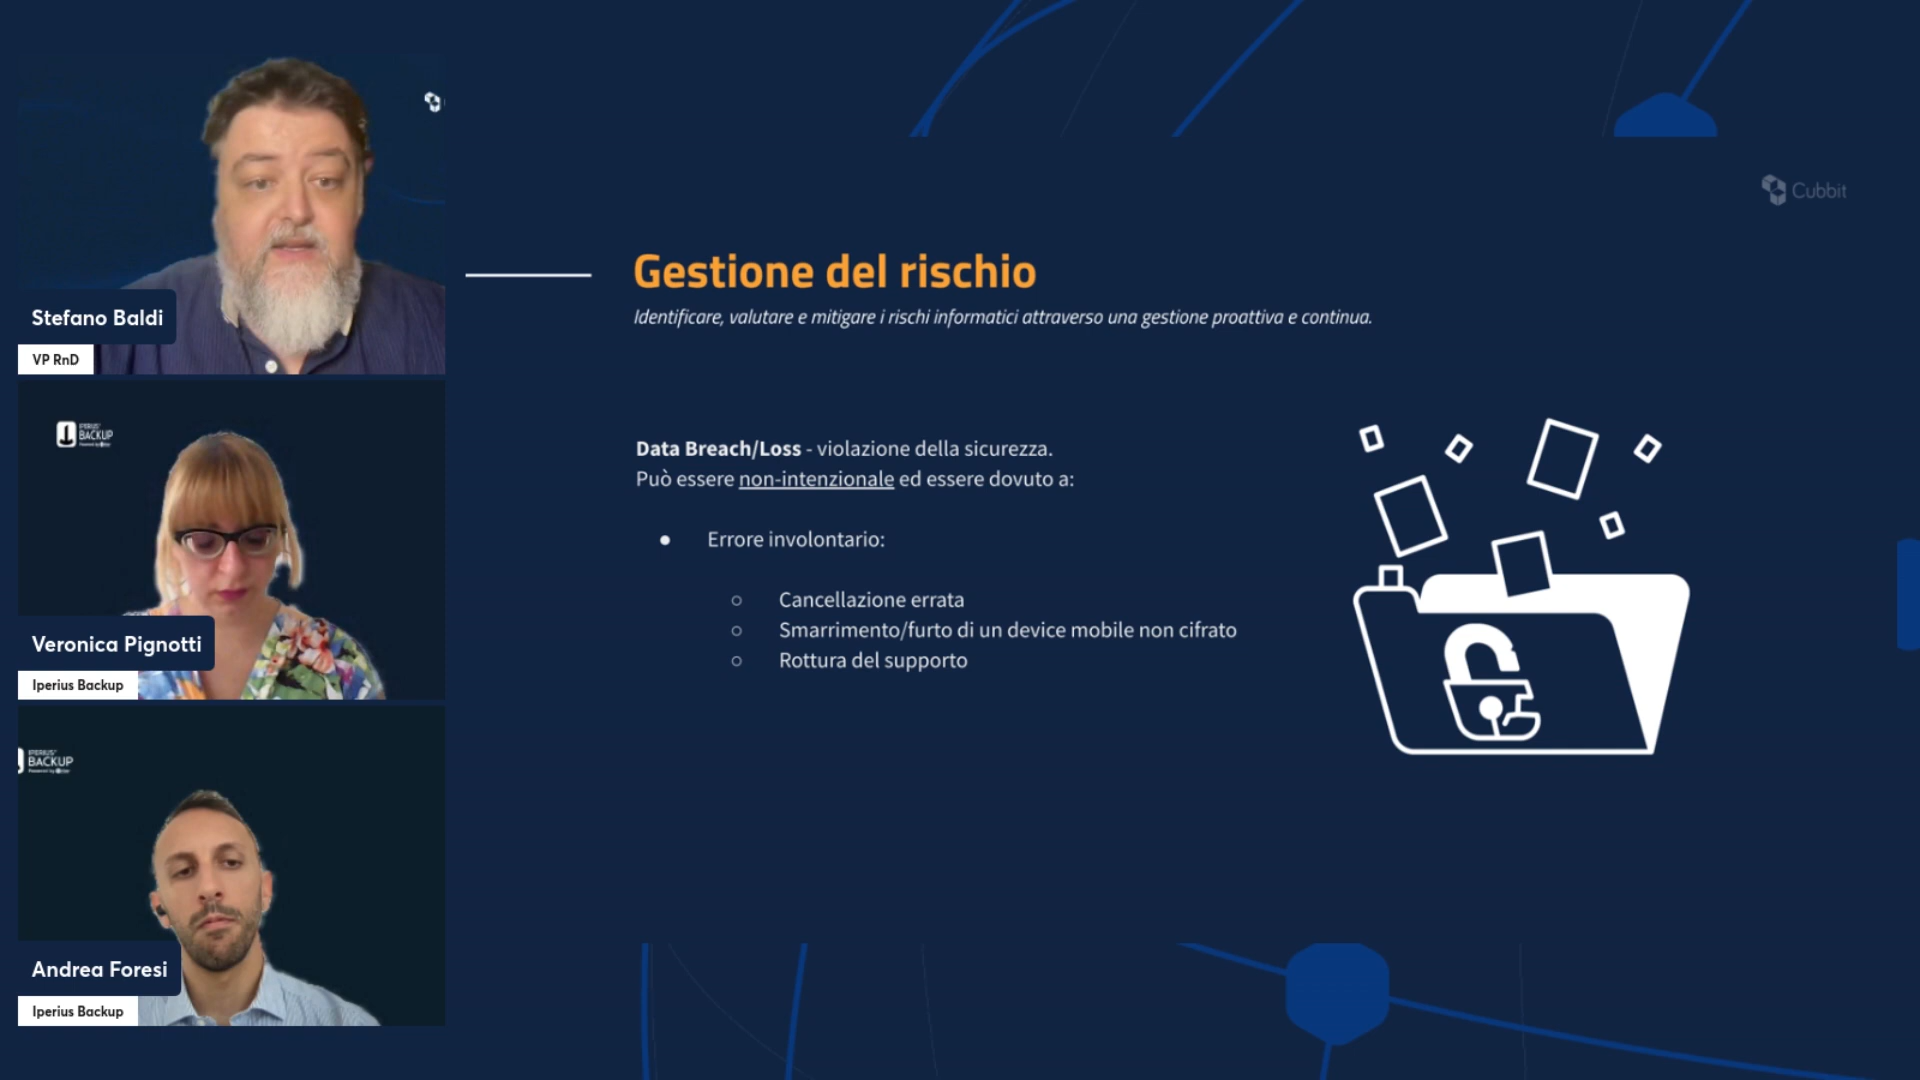 Stefano Baldi
VP RnD
IPERIUS
BACKUP
Veronica Pignotti
Iperius Backup
IPERIUS
BACKUP
Andrea Foresi
Iperius Backup
Cubbit
Gestione del rischio
Identificare, valutare e mitigare i rischi informatici attraverso una gestione proattiva e continua.
Data Breach/Loss - violazione della sicurezza.
Può essere non-intenzionale ed essere dovuto a:
● Errore involontario:
○ Cancellazione errata
○ Smarrimento/furto di un device mobile non cifrato
○ Rottura del supporto